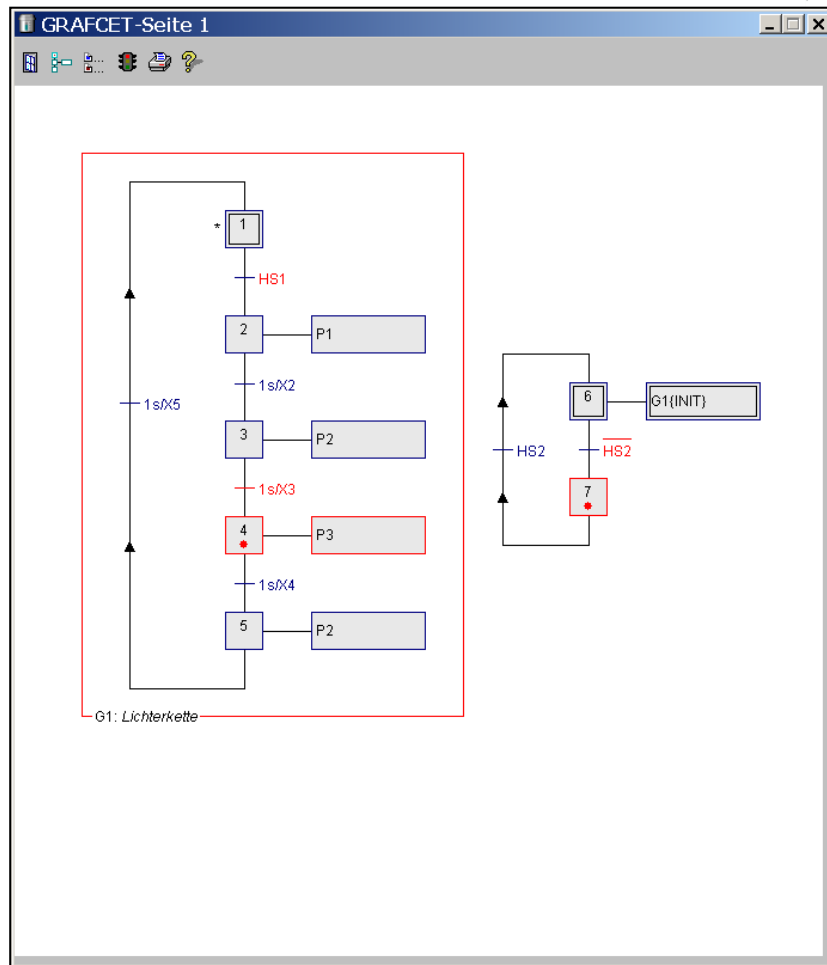 GRAFCET-Seite 1
*
1
HS1
2
P1
1s/X2
1s/X5
3
P2
1s/X3
4
P3
1s/X4
5
P2
G1: Lichterkette
6
G1{INIT}
HS2
H̅S̅2̅
7